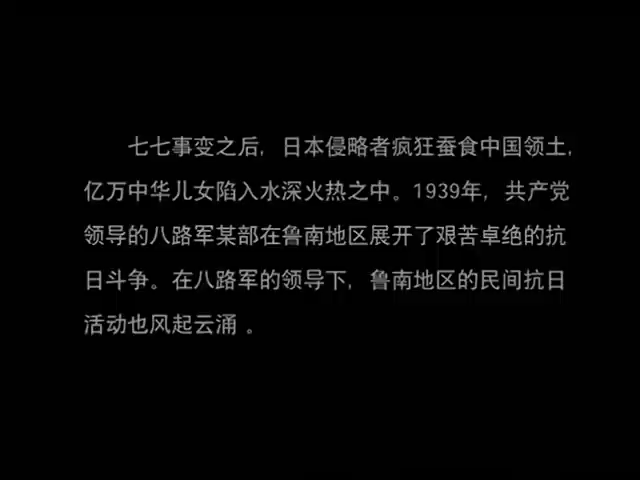 七七事变之后，日本侵略者疯狂蚕食中国领土，
亿万中华儿女陷入水深火热之中。1939年，共产党
领导的八路军某部在鲁南地区展开了艰苦卓绝的抗
日斗争。在八路军的领导下，鲁南地区的民间抗日
活动也风起云涌 。